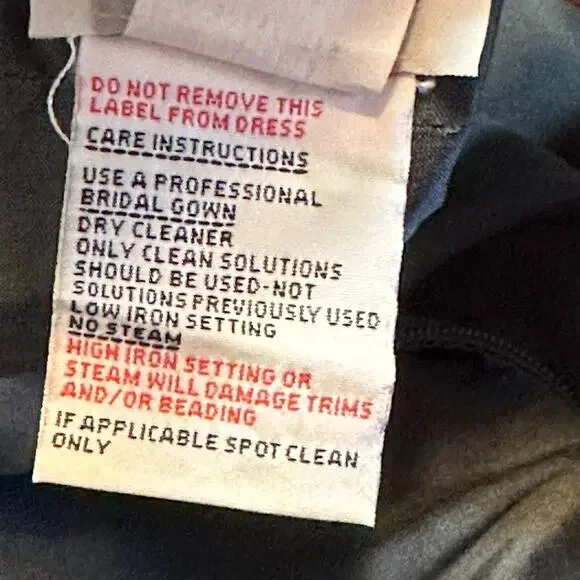 DO NOT REMOVE THIS
LABEL FROM DRESS
CARE INSTRUCTIONS
USE A PROFESSIONAL
BRIDAL GOWN
DRY CLEANER
ONLY CLEAN SOLUTIONS
SHOULD BE USED-NOT
SOLUTIONS PREVIOUSLY USED
LOW IRON SETTING
NO STEAM
HIGH IRON SETTING OR
STEAM WILL DAMAGE TRIMS
AND/OR BEADING
IF APPLICABLE SPOT CLEAN
ONLY